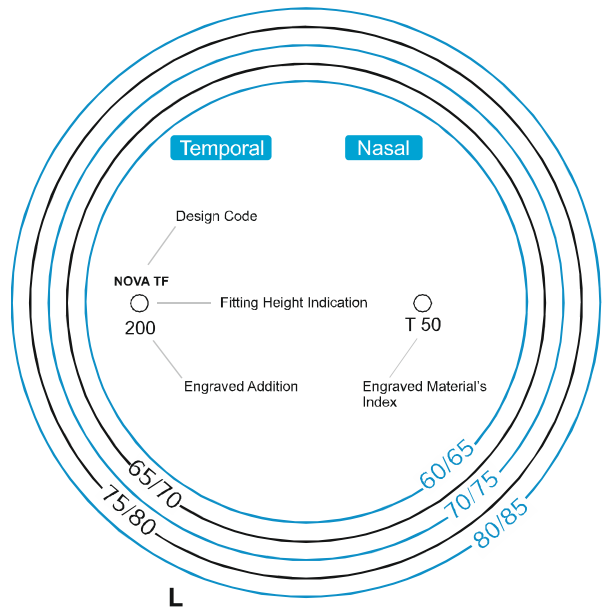 Temporal Nasal
Design Code
NOVA TF
Fitting Height Indication
200
T 50
Engraved Addition
Engraved Material's
Index
65/70
60/65
75/80
70/75
80/85
L